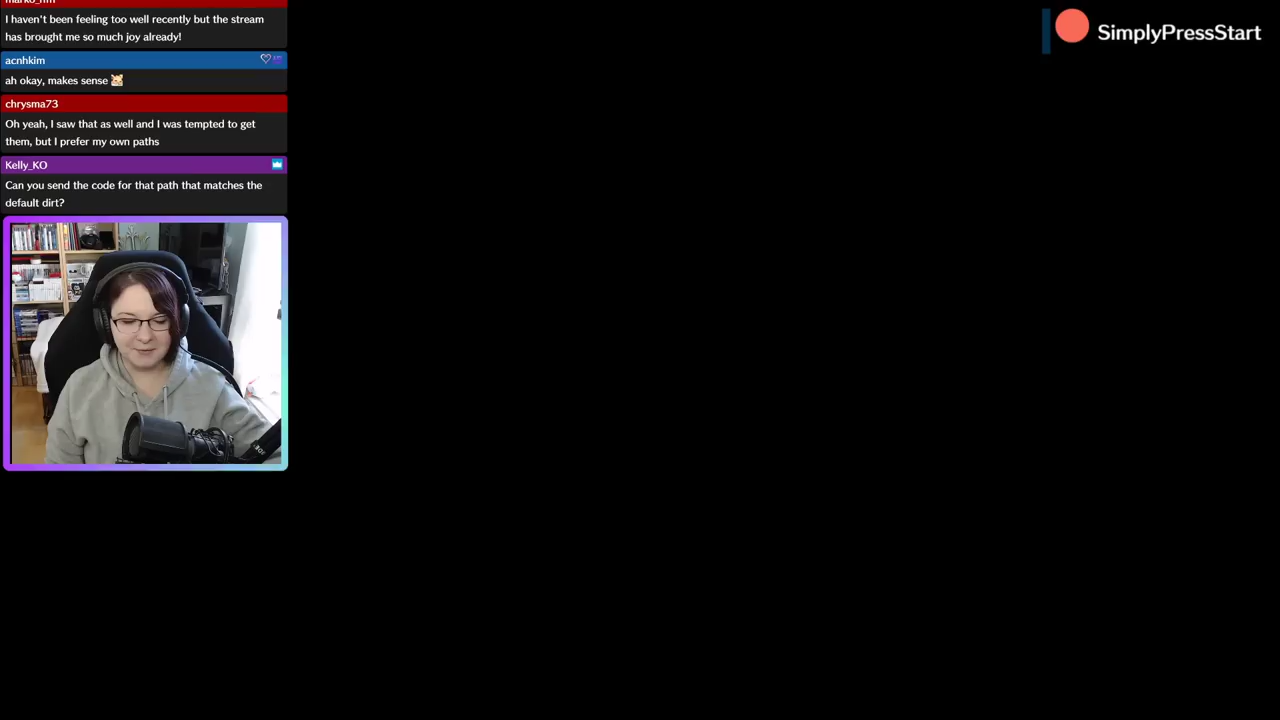 I haven't been feeling too well recently but the stream
has brought me so much joy already!
acnhkim
ah okay, makes sense
chrysma73
Oh yeah, I saw that as well and I was tempted to get
them, but I prefer my own paths
Kelly_KO
Can you send the code for that path that matches the
default dirt?
SimplyPressStart